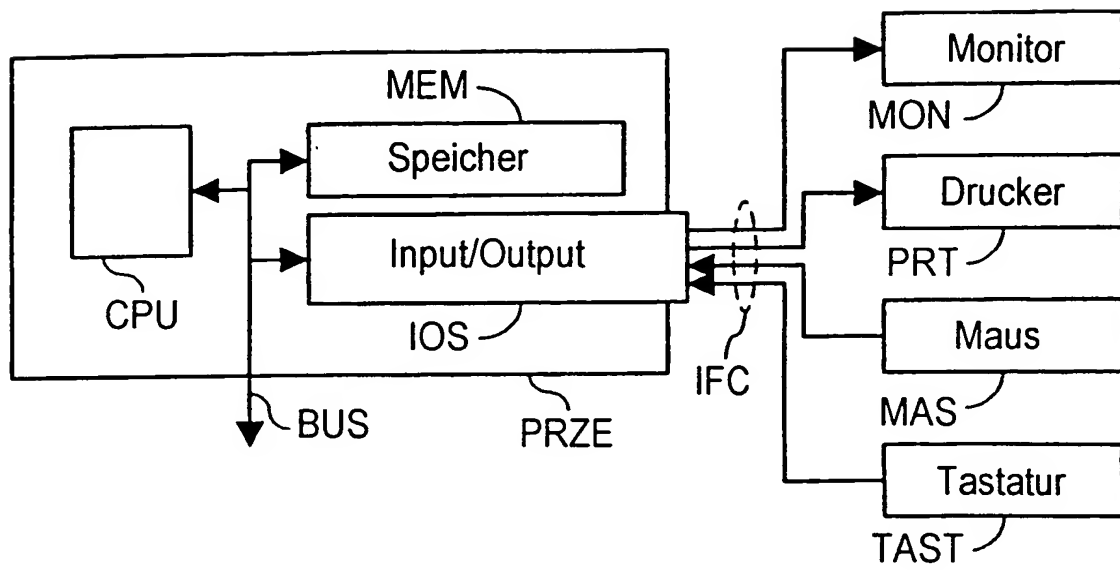 Monitor
MEM
MON
Speicher
Drucker
Input/Output
PRT
CPU
IOS
Maus
IFC
BUS
PRZE
MAS
Tastatur
TAST